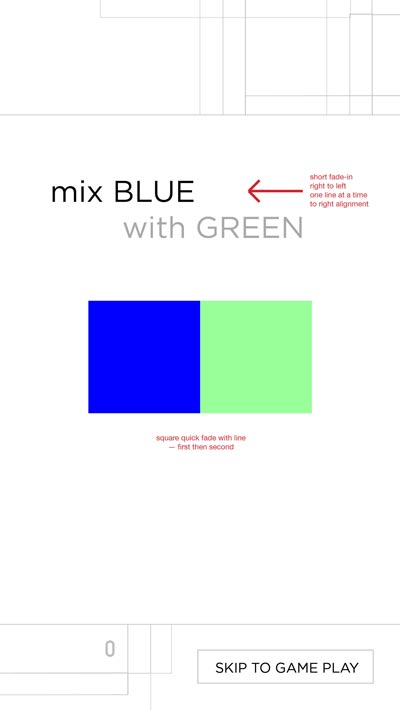 mix BLUE
with GREEN
short fade-in
right to left
one line at a time
to right alignment
square quick fade with line
— first then second
0
SKIP TO GAME PLAY